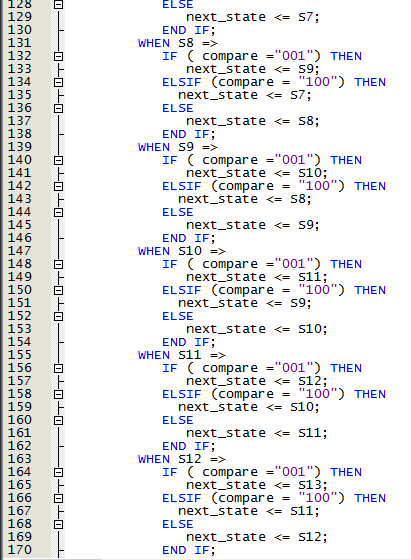 128 ELSE
129 next_state <= S7;
130 END IF;
131 WHEN S8 =>
132 IF ( compare ="001") THEN
133 next_state <= S9;
134 ELSIF (compare = "100") THEN
135 next_state <= S7;
136 ELSE
137 next_state <= S8;
138 END IF;
139 WHEN S9 =>
140 IF ( compare ="001") THEN
141 next_state <= S10;
142 ELSIF (compare = "100") THEN
143 next_state <= S8;
144 ELSE
145 next_state <= S9;
146 END IF;
147 WHEN S10 =>
148 IF ( compare ="001") THEN
149 next_state <= S11;
150 ELSIF (compare = "100") THEN
151 next_state <= S9;
152 ELSE
153 next_state <= S10;
154 END IF;
155 WHEN S11 =>
156 IF ( compare ="001") THEN
157 next_state <= S12;
158 ELSIF (compare = "100") THEN
159 next_state <= S10;
160 ELSE
161 next_state <= S11;
162 END IF;
163 WHEN S12 =>
164 IF ( compare ="001") THEN
165 next_state <= S13;
166 ELSIF (compare = "100") THEN
167 next_state <= S11;
168 ELSE
169 next_state <= S12;
170 END IF;